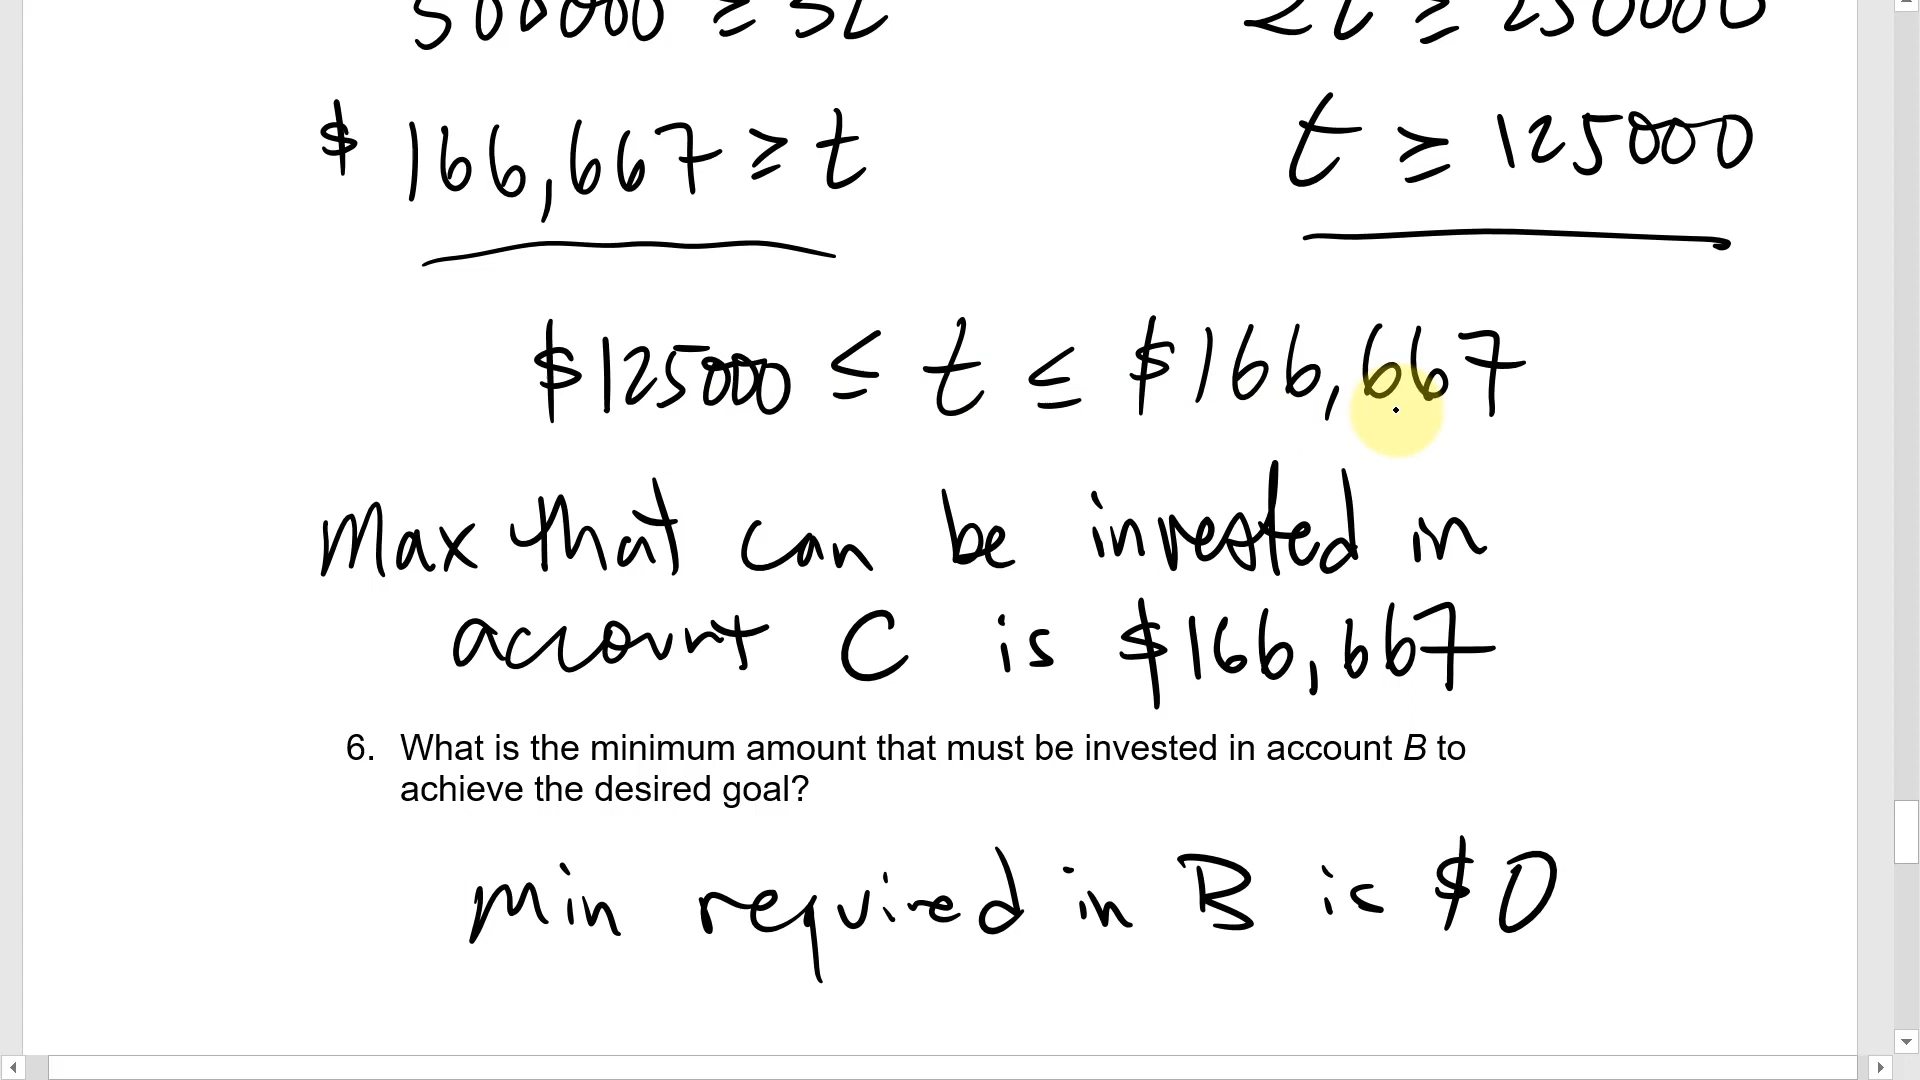 500000 ≥ 3t
2t ≥ 250000
$ 166,667 ≥ t
t ≥ 125000
$125000 ≤ t ≤ $166,667
Max that can be invested in
account C is $166,667
6. What is the minimum amount that must be invested in account B to
achieve the desired goal?
min required in B is $0